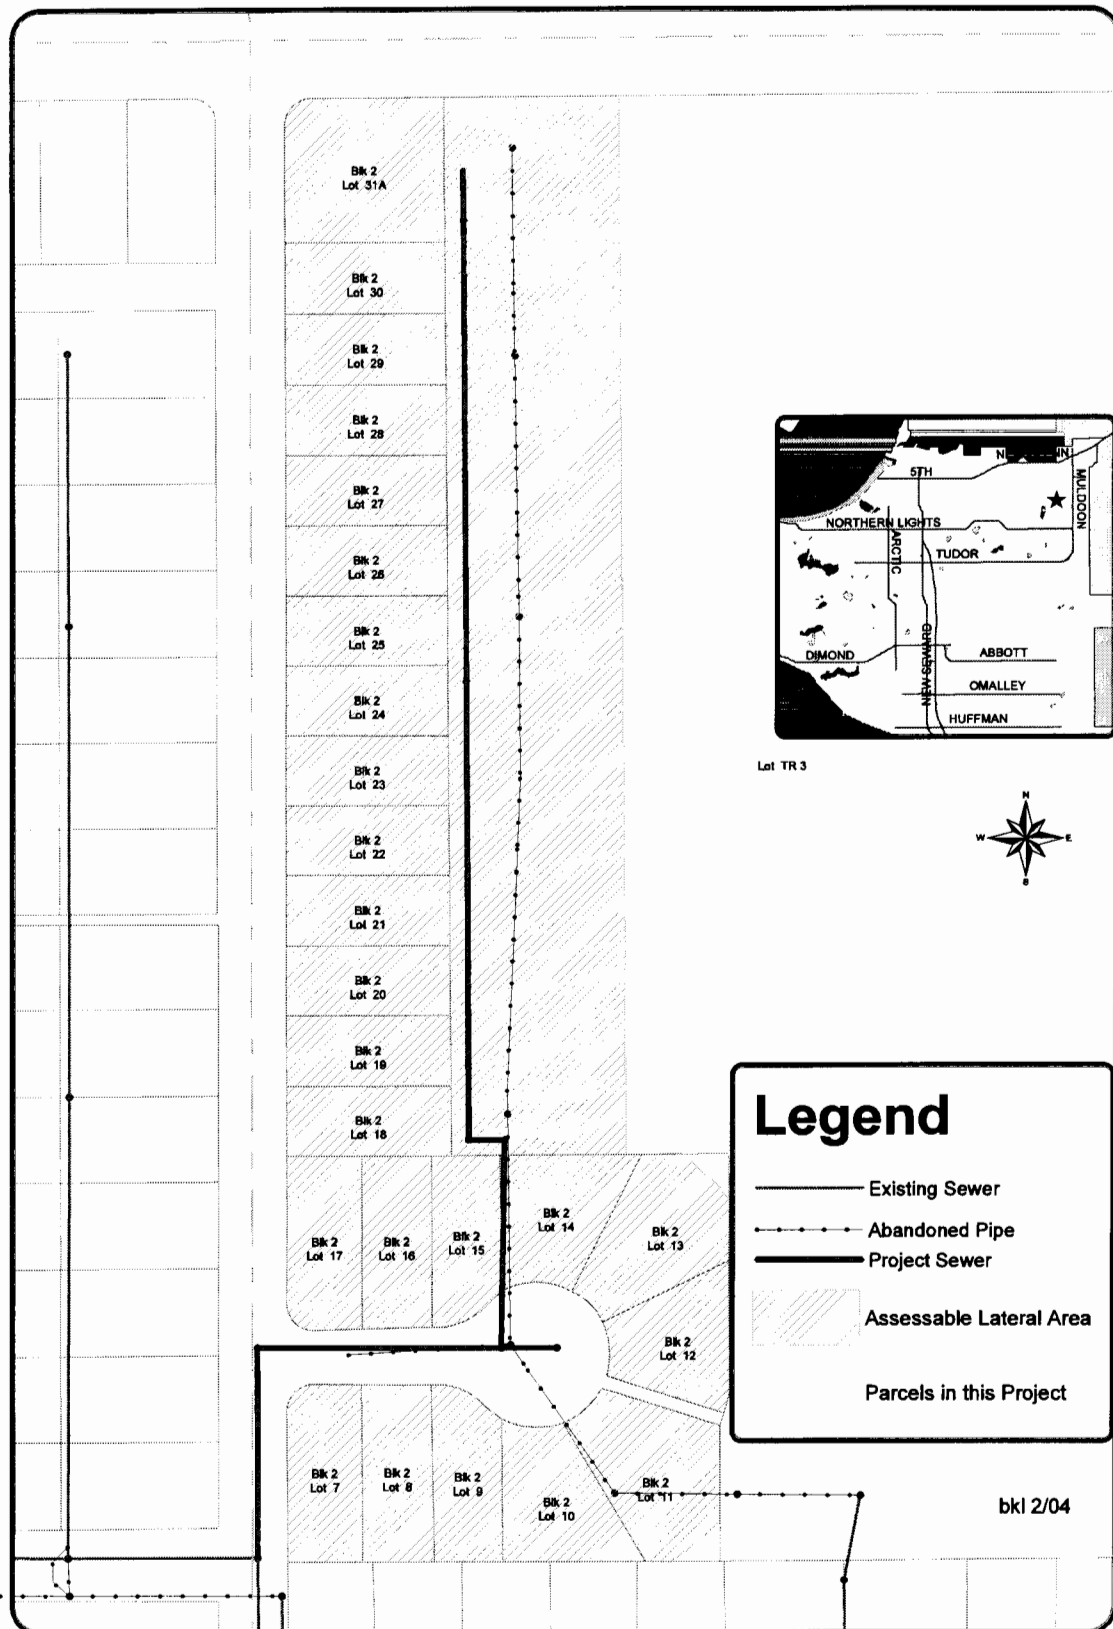 Blk 2
Lot 31A
Blk 2
Lot 30
Blk 2
Lot 29
Blk 2
Lot 28
Blk 2
Lot 27
Blk 2
Lot 26
Blk 2
Lot 25
Blk 2
Lot 24
Blk 2
Lot 23
Blk 2
Lot 22
Blk 2
Lot 21
Blk 2
Lot 20
Blk 2
Lot 19
Blk 2
Lot 18
Blk 2
Lot 17
Blk 2
Lot 16
Blk 2
Lot 15
Blk 2
Lot 14
Blk 2
Lot 13
Blk 2
Lot 12
Blk 2
Lot 7
Blk 2
Lot 8
Blk 2
Lot 9
Blk 2
Lot 10
Blk 2
Lot 11
5TH
MULDOON
NORTHERN LIGHTS
ARCTIC
TUDOR
NEW SEWARD
DIMOND
ABBOTT
OMALLEY
HUFFMAN
Lot TR 3
N
W
E
S
Legend
Existing Sewer
Abandoned Pipe
Project Sewer
Assessable Lateral Area
Parcels in this Project
bkl 2/04